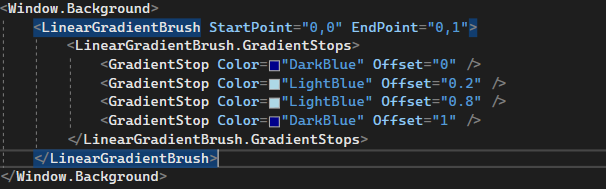 <Window.Background>
<LinearGradientBrush StartPoint="0,0" EndPoint="0,1">
<LinearGradientBrush.GradientStops>
<GradientStop Color="DarkBlue" Offset="0" />
<GradientStop Color="LightBlue" Offset="0.2" />
<GradientStop Color="LightBlue" Offset="0.8" />
<GradientStop Color="DarkBlue" Offset="1" />
</LinearGradientBrush.GradientStops>
</LinearGradientBrush>
</Window.Background>